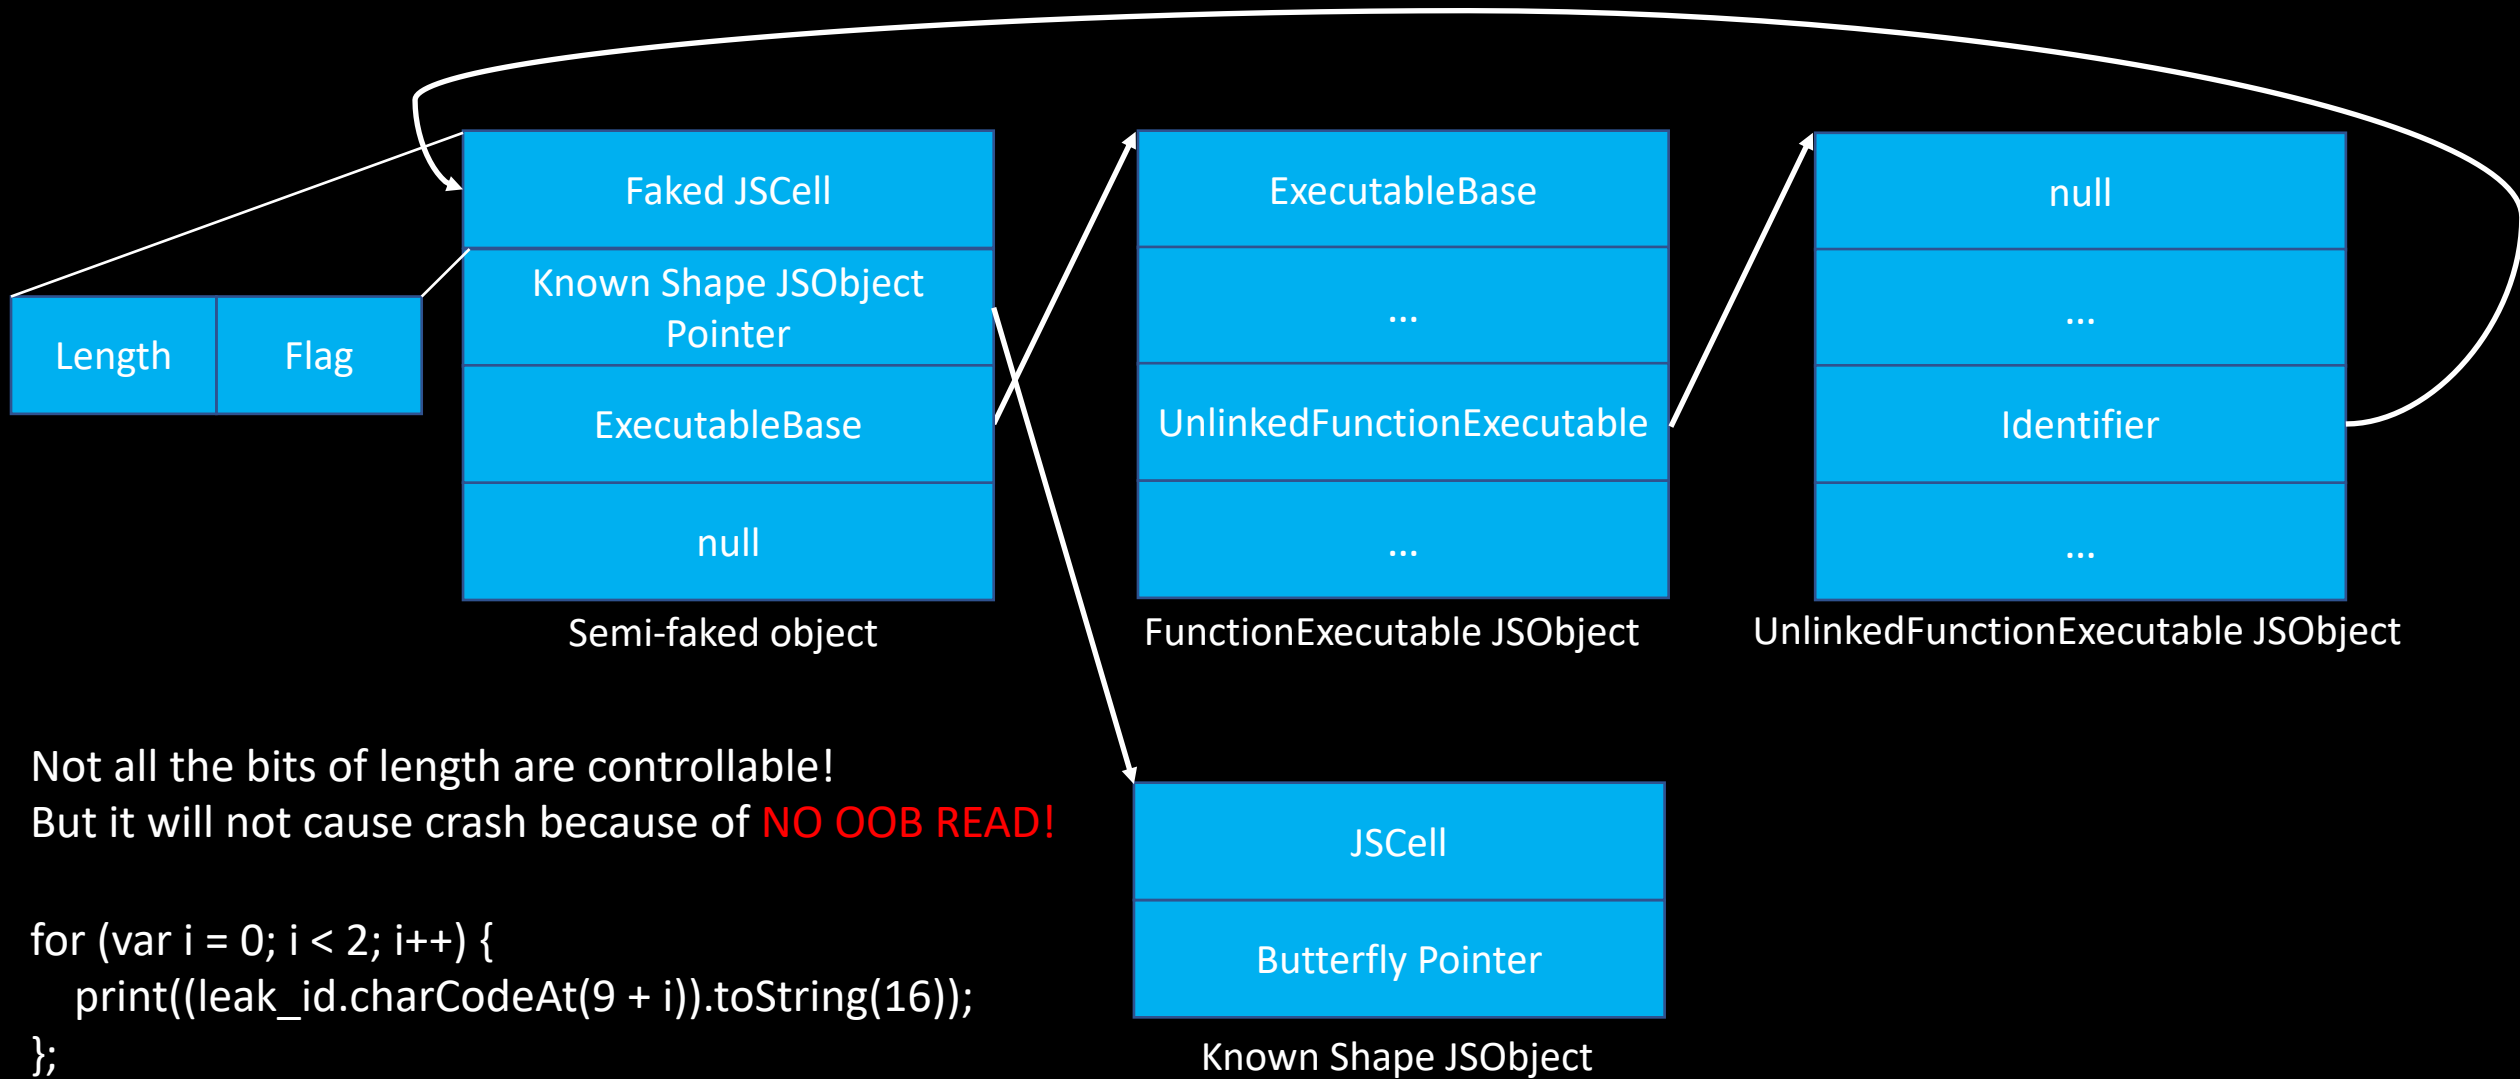 Length
Flag
Faked JSCell
Known Shape JSObject
Pointer
ExecutableBase
null
Semi-faked object
ExecutableBase
...
UnlinkedFunctionExecutable
...
FunctionExecutable JSObject
null
...
Identifier
...
UnlinkedFunctionExecutable JSObject
Not all the bits of length are controllable!
But it will not cause crash because of NO OOB READ!
for (var i = 0; i < 2; i++) {
print((leak_id.charCodeAt(9 + i)).toString(16));
};
JSCell
Butterfly Pointer
Known Shape JSObject